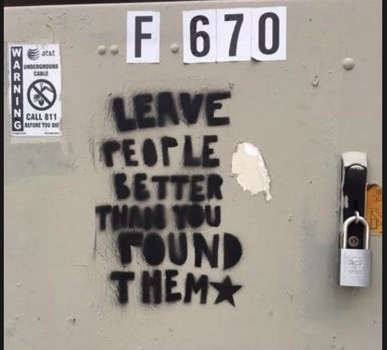 F 670
at&t
WARNING
UNDERGROUND
CABLE
CALL 811
BEFORE YOU DIG
LEAVE
PEOPLE
BETTER
THAN YOU
FOUND
THEM★